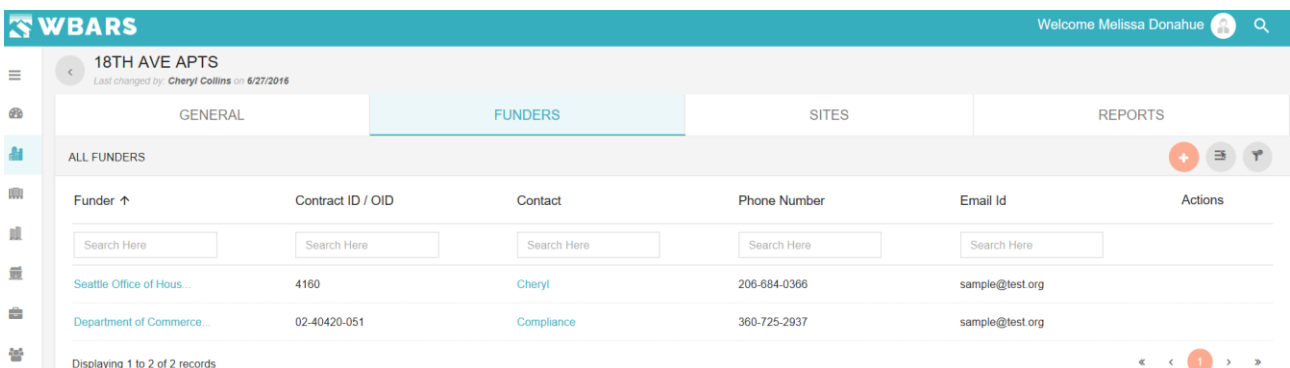 WBARS Welcome Melissa Donahue
18TH AVE APTS
Last changed by: Cheryl Collins on 6/27/2016
GENERAL FUNDERS SITES REPORTS
ALL FUNDERS
Funder ↑ Contract ID / OID Contact Phone Number Email Id Actions
Search Here Search Here Search Here Search Here Search Here
Seattle Office of Hous... 4160 Cheryl 206-684-0366 sample@test.org
Department of Commerce... 02-40420-051 Compliance 360-725-2937 sample@test.org
Displaying 1 to 2 of 2 records « ‹ 1 › »